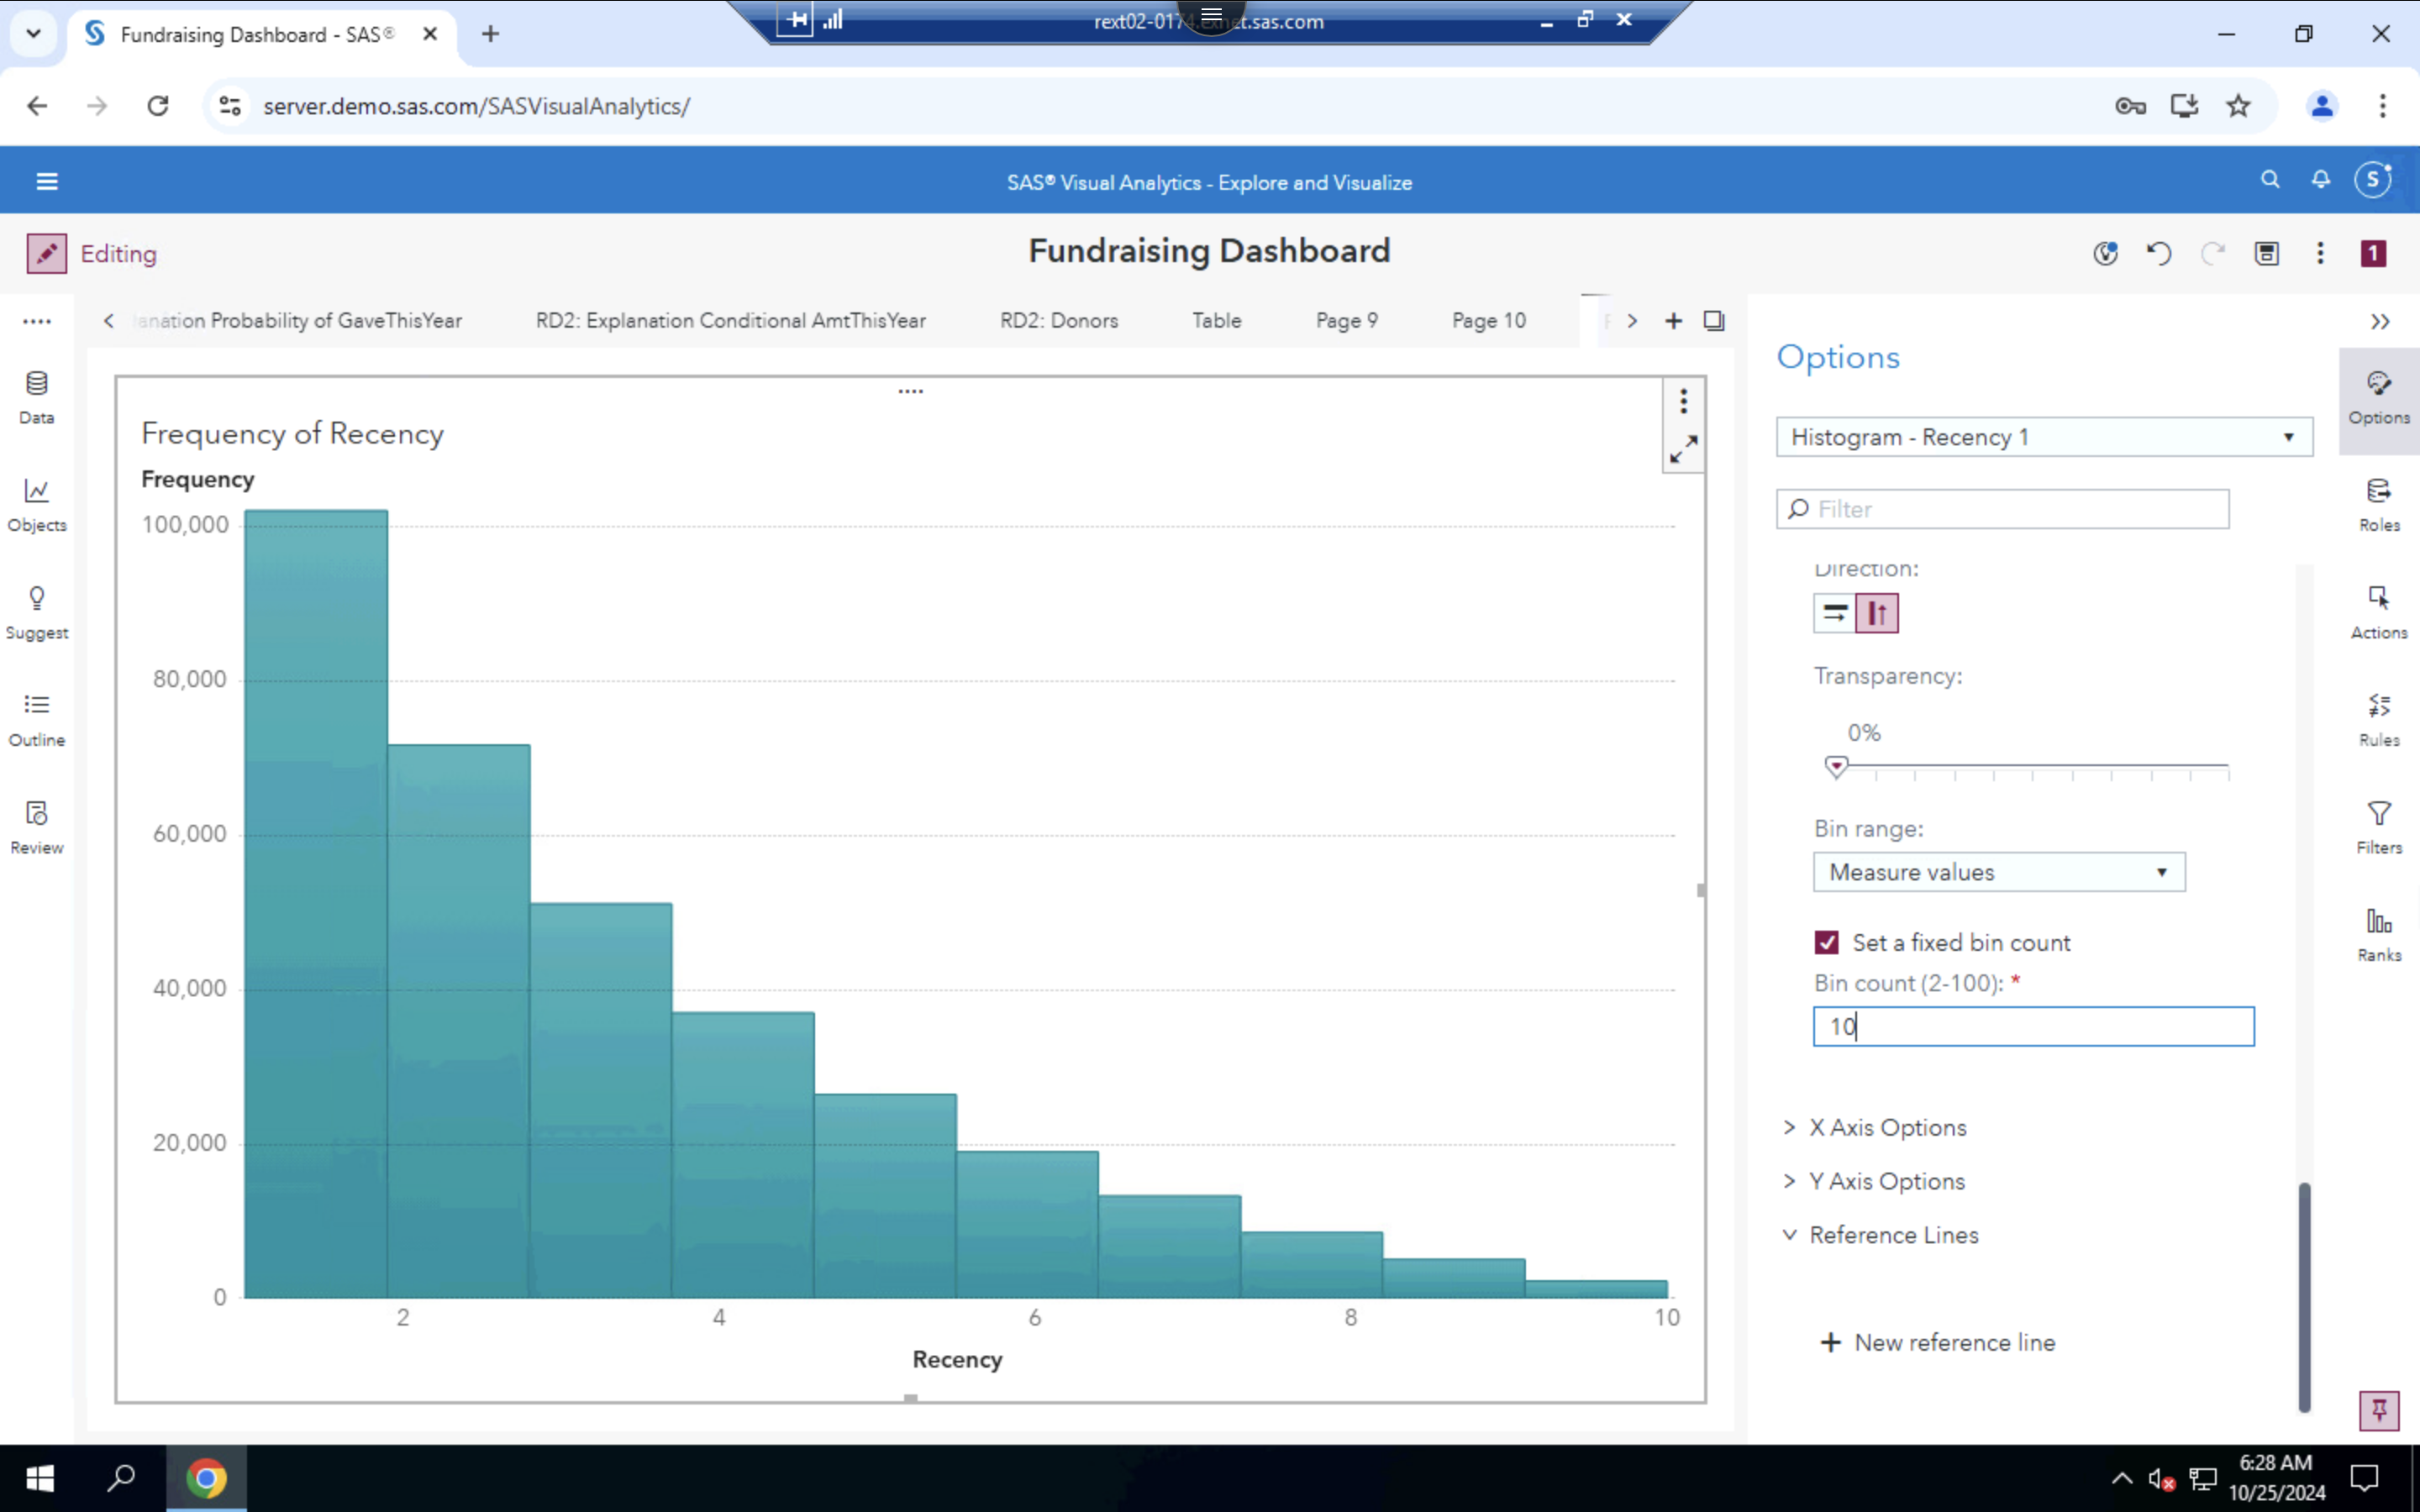 Fundraising Dashboard - SAS®
rext02-0174.exnet.sas.com
server.demo.sas.com/SASVisualAnalytics/
SAS® Visual Analytics - Explore and Visualize
S
Editing
Fundraising Dashboard
1
anation Probability of GaveThisYear
RD2: Explanation Conditional AmtThisYear
RD2: Donors
Table
Page 9
Page 10
Data
Objects
Suggest
Outline
Review
Frequency of Recency
Frequency
100,000
80,000
60,000
40,000
20,000
0
2
4
6
8
10
Recency
Options
Histogram - Recency 1
Filter
Direction:
Transparency:
0%
Bin range:
Measure values
Set a fixed bin count
Bin count (2-100): *
10
X Axis Options
Y Axis Options
Reference Lines
New reference line
Options
Roles
Actions
Rules
Filters
Ranks
6:28 AM
10/25/2024